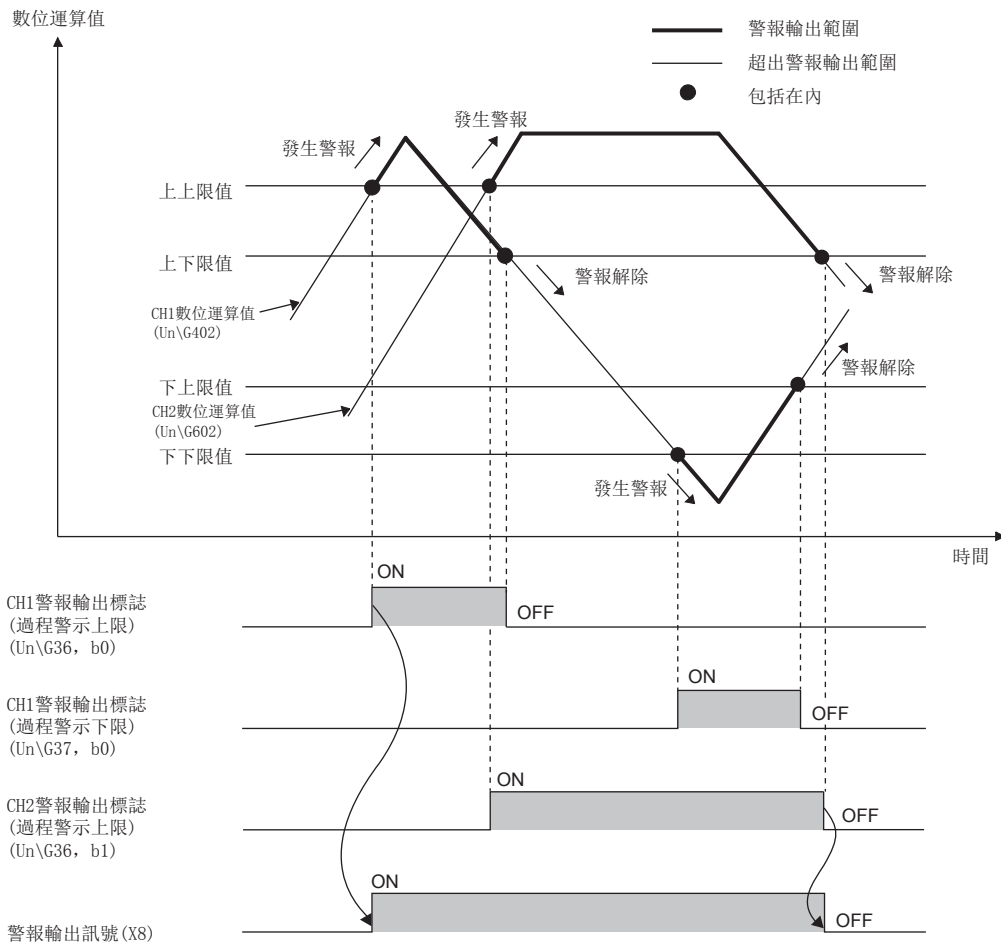 數位運算值
警報輸出範圍
超出警報輸出範圍
包括在內
發生警報
發生警報
上上限值
上下限值
警報解除
警報解除
CH1數位運算值
(Un\G402)
下上限值
警報解除
CH2數位運算值
(Un\G602)
下下限值
發生警報
時間
ON
CH1警報輸出標誌
(過程警示上限)
(Un\G36, b0)
OFF
ON
CH1警報輸出標誌
(過程警示下限)
(Un\G37, b0)
OFF
ON
CH2警報輸出標誌
(過程警示上限)
(Un\G36, b1)
OFF
ON
警報輸出訊號(X8)
OFF